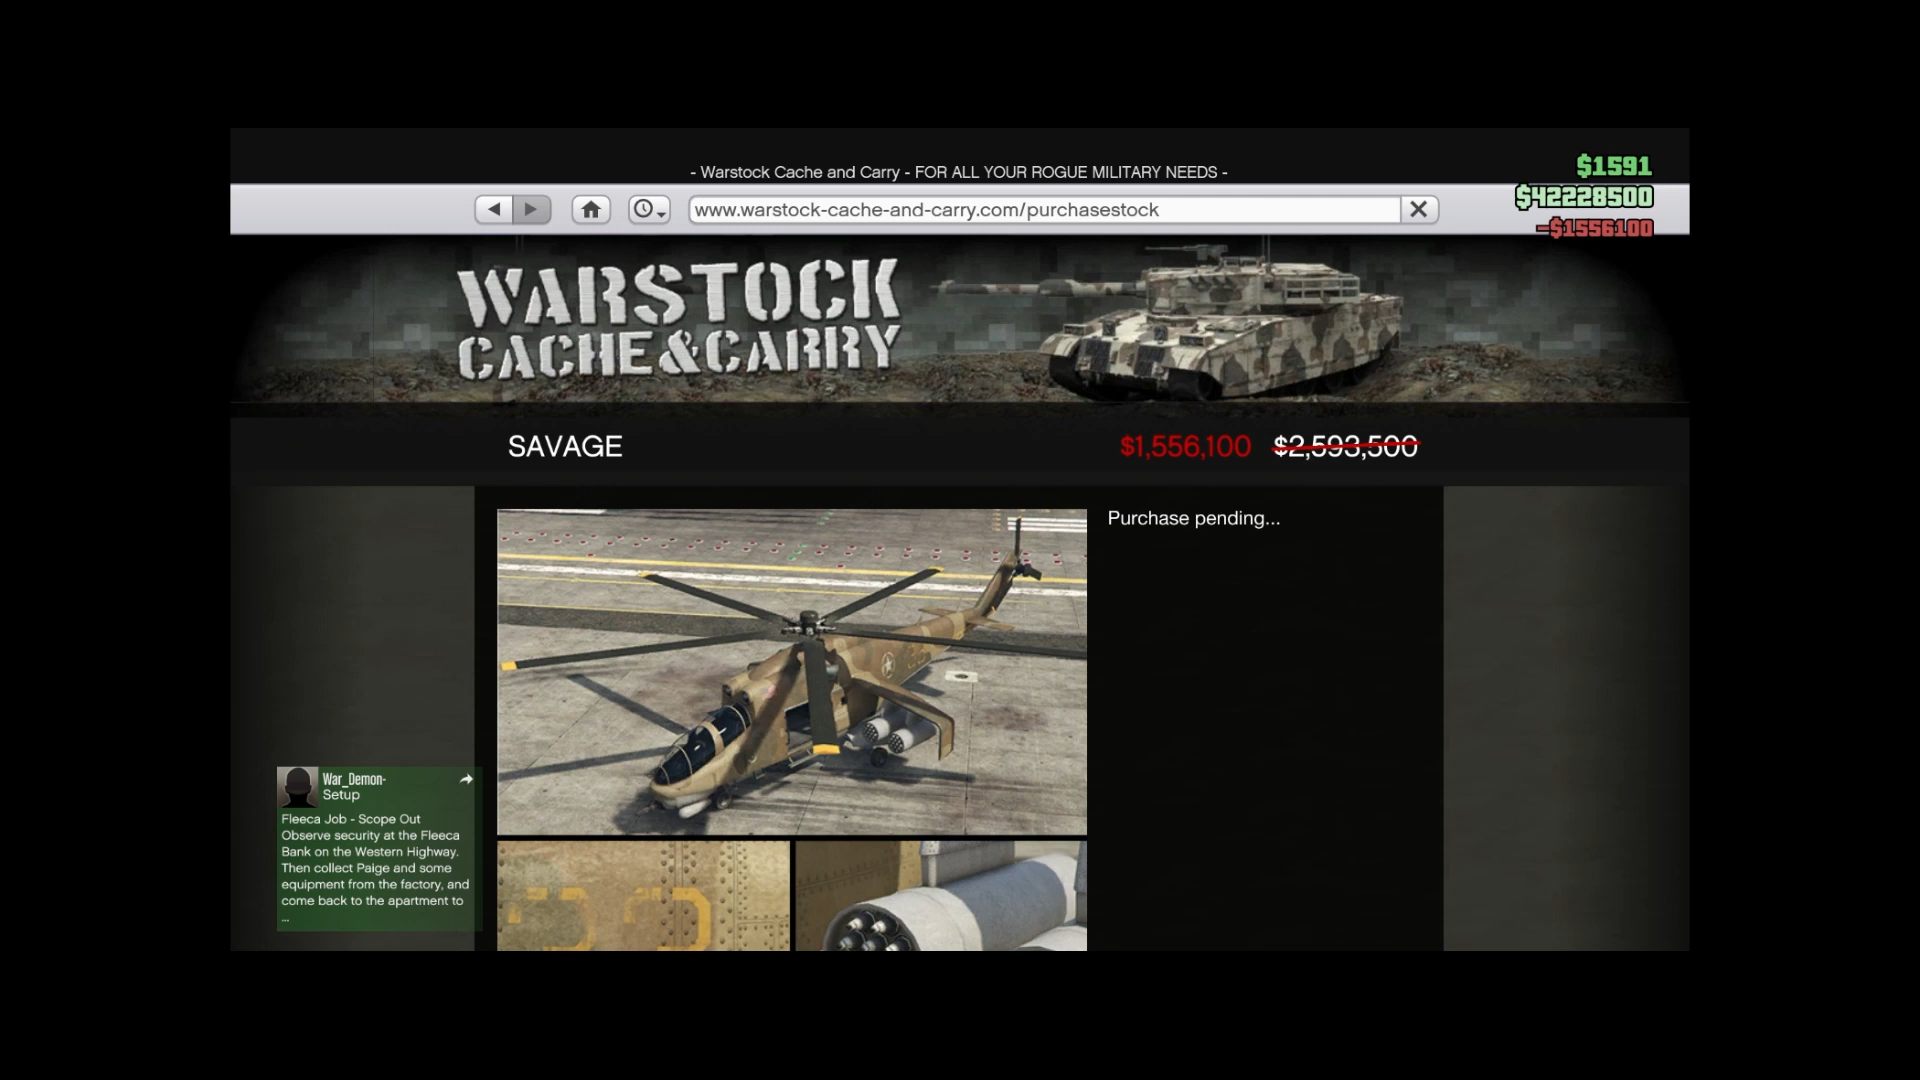 - Warstock Cache and Carry - FOR ALL YOUR ROGUE MILITARY NEEDS -
$1591
$42228500
-$1556100
www.warstock-cache-and-carry.com/purchasestock
WARSTOCK
CACHE&CARRY
SAVAGE
$1,556,100 $2,593,500
Purchase pending...
War_Demon-
Setup
Fleeca Job - Scope Out
Observe security at the Fleeca
Bank on the Western Highway.
Then collect Paige and some
equipment from the factory, and
come back to the apartment to
...